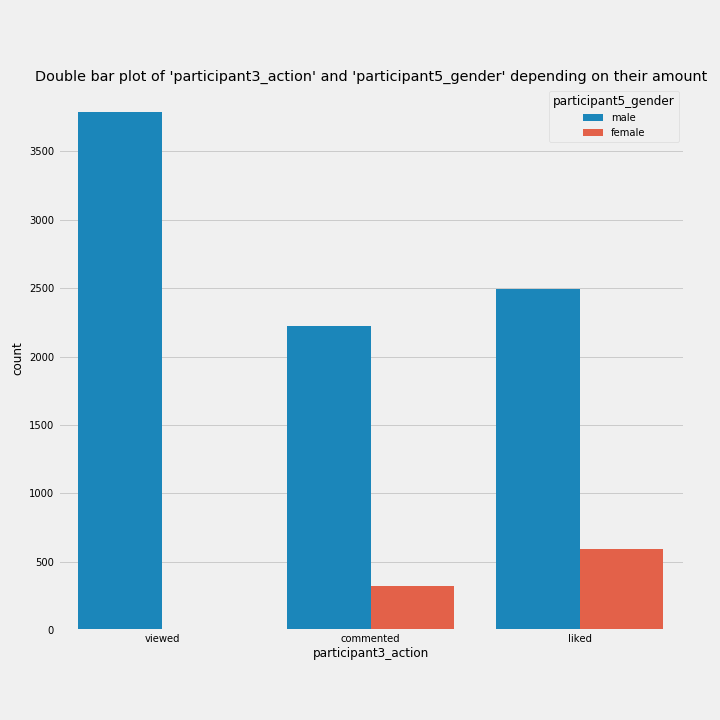 Double bar plot of 'participant3_action' and 'participant5_gender' depending on their amount
participant5_gender
male
female
3500
3000
2500
2000
1500
1000
500
0
count
viewed
commented
liked
participant3_action